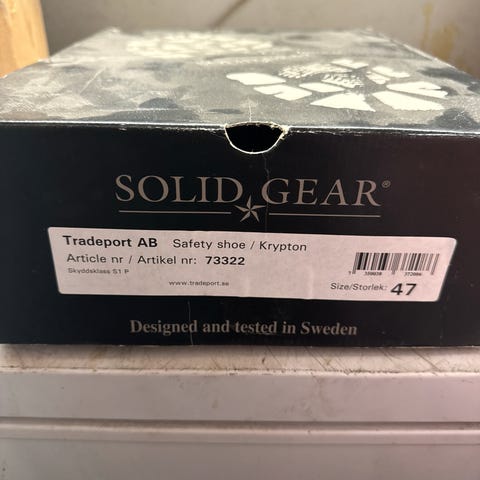 SOLID GEAR®
Tradeport AB Safety shoe / Krypton
Article nr / Artikel nr: 73322
Skyddsklass S1 P
www.tradeport.se
Size/Storlek: 47
Designed and tested in Sweden